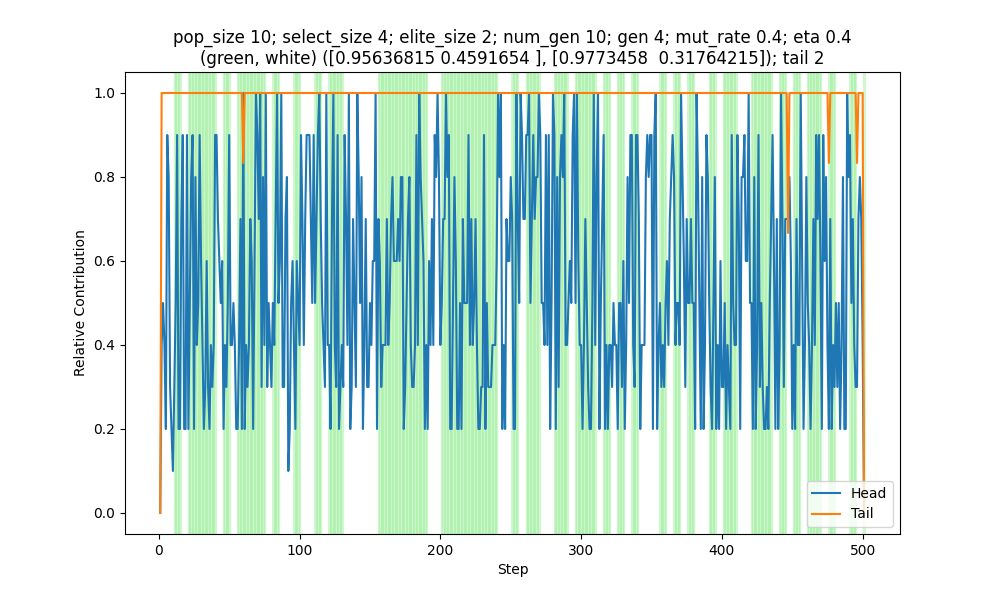 pop_size 10; select_size 4; elite_size 2; num_gen 10; gen 4; mut_rate 0.4; eta 0.4
(green, white) ([0.95636815 0.4591654 ], [0.9773458  0.31764215]); tail 2
1.0
0.8
0.6
0.4
0.2
0.0
Relative Contribution
Head
Tail
0
100
200
300
400
500
Step